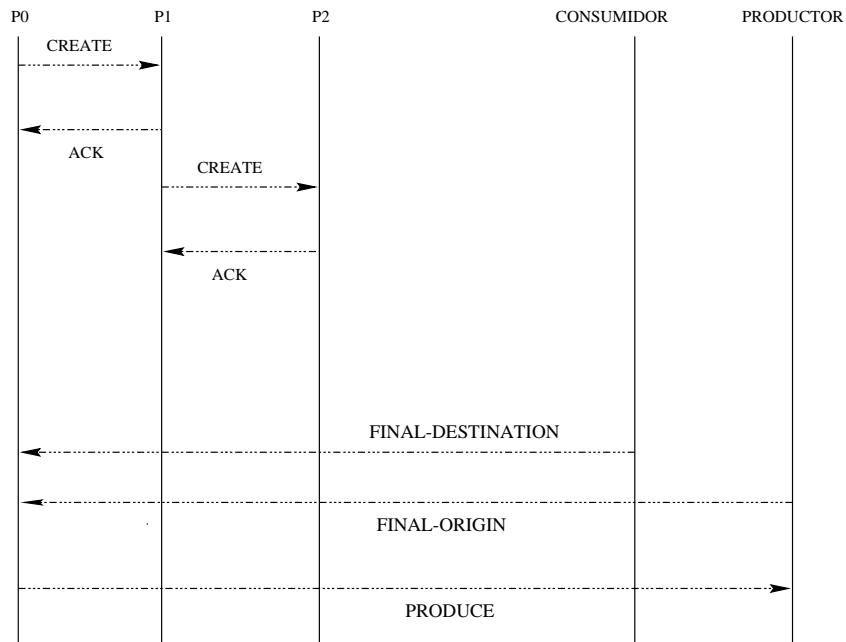 P0 P1 P2 CONSUMIDOR PRODUCTOR
CREATE
ACK
CREATE
ACK
FINAL-DESTINATION
FINAL-ORIGIN
PRODUCE